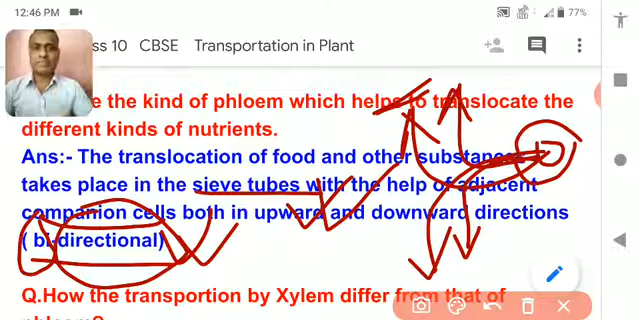 12:46 PM
77%
ss 10 CBSE Transportation in Plant
e the kind of phloem which helps to translocate the
different kinds of nutrients.
Ans:- The translocation of food and other substances
takes place in the sieve tubes with the help of adjacent
companion cells both in upward and downward directions
( bi-directional)
Q.How the transportion by Xylem differ from that of
phloem?